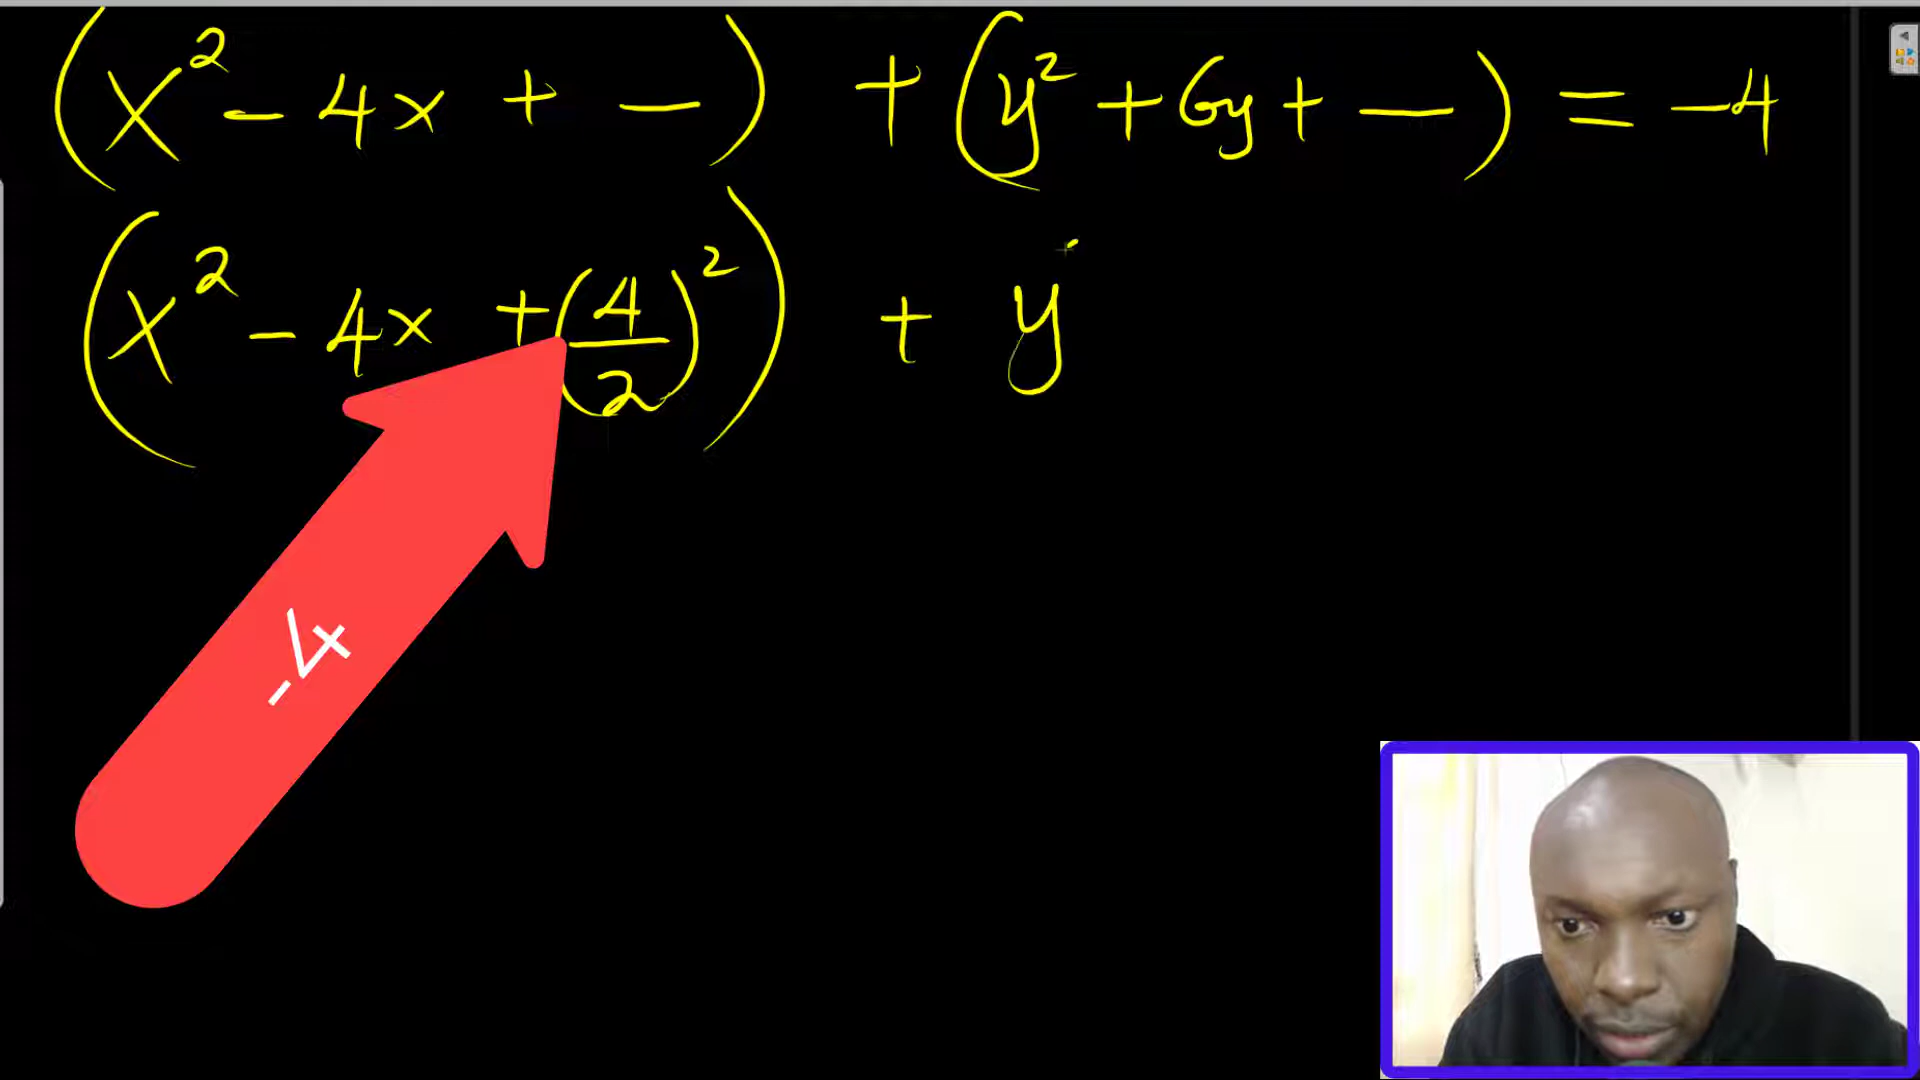 (x² - 4x + _) + (y² + 6y + _) = -4
(x² - 4x + (4/2)²) + y
-4